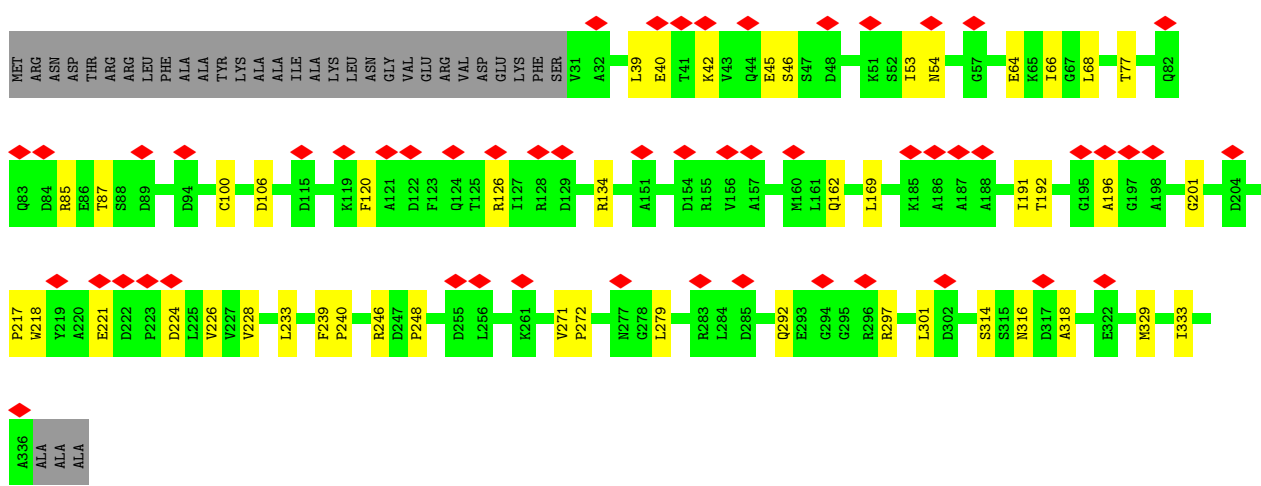 MET ARG ASN ASP THR ARG ARG LEU PHE ALA ALA TYR LYS ALA ALA ILE ALA LYS LEU ASN GLY VAL GLU ARG VAL ASP GLU LYS PHE SER V31 A32 L39 E40 T41 K42 V43 Q44 E45 S46 S47 D48 K51 S52 I53 N54 G57 E64 K65 I66 G67 L68 T77 Q82
Q83 D84 R85 E86 T87 S88 D89 D94 C100 D106 D115 K119 F120 A121 D122 F123 Q124 T125 R126 I127 R128 D129 R134 A151 D154 R155 V156 A157 M160 L161 Q162 L169 K185 A186 A187 A188 I191 T192 G195 A196 G197 A198 G201 D204
P217 W218 Y219 A220 E221 D222 P223 D224 L225 V226 V227 V228 L233 F239 P240 R246 D247 P248 D255 L256 K261 V271 P272 N277 G278 L279 R283 L284 D285 Q292 E293 G294 G295 R296 R297 L301 D302 S314 S315 N316 D317 A318 E322 M329 I333
A336 ALA ALA ALA